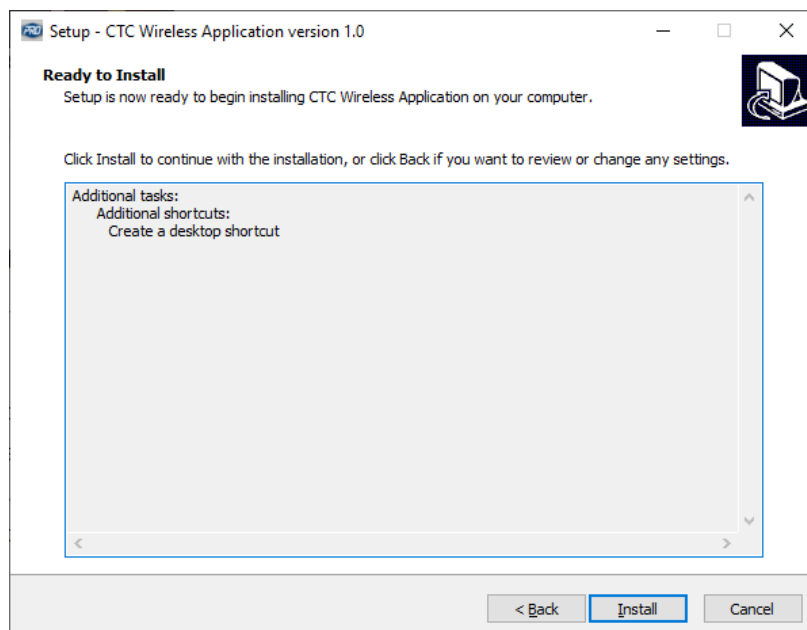 PRO Setup - CTC Wireless Application version 1.0
Ready to Install
Setup is now ready to begin installing CTC Wireless Application on your computer.
Click Install to continue with the installation, or click Back if you want to review or change any settings.
Additional tasks:
Additional shortcuts:
Create a desktop shortcut
< Back Install Cancel